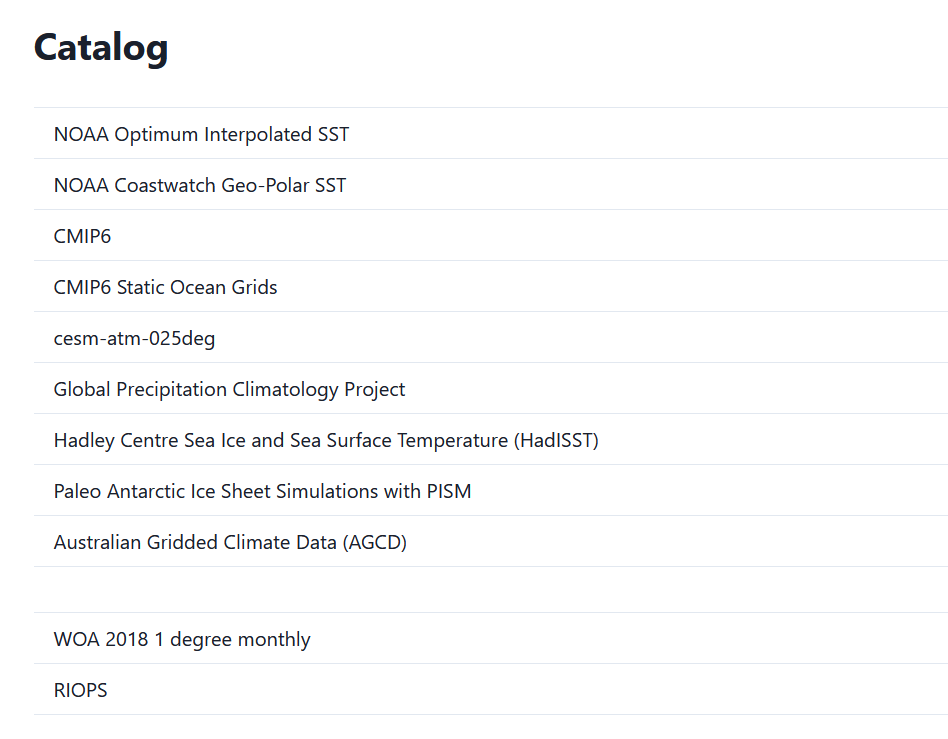 Catalog
NOAA Optimum Interpolated SST
NOAA Coastwatch Geo-Polar SST
CMIP6
CMIP6 Static Ocean Grids
cesm-atm-025deg
Global Precipitation Climatology Project
Hadley Centre Sea Ice and Sea Surface Temperature (HadISST)
Paleo Antarctic Ice Sheet Simulations with PISM
Australian Gridded Climate Data (AGCD)
WOA 2018 1 degree monthly
RIOPS